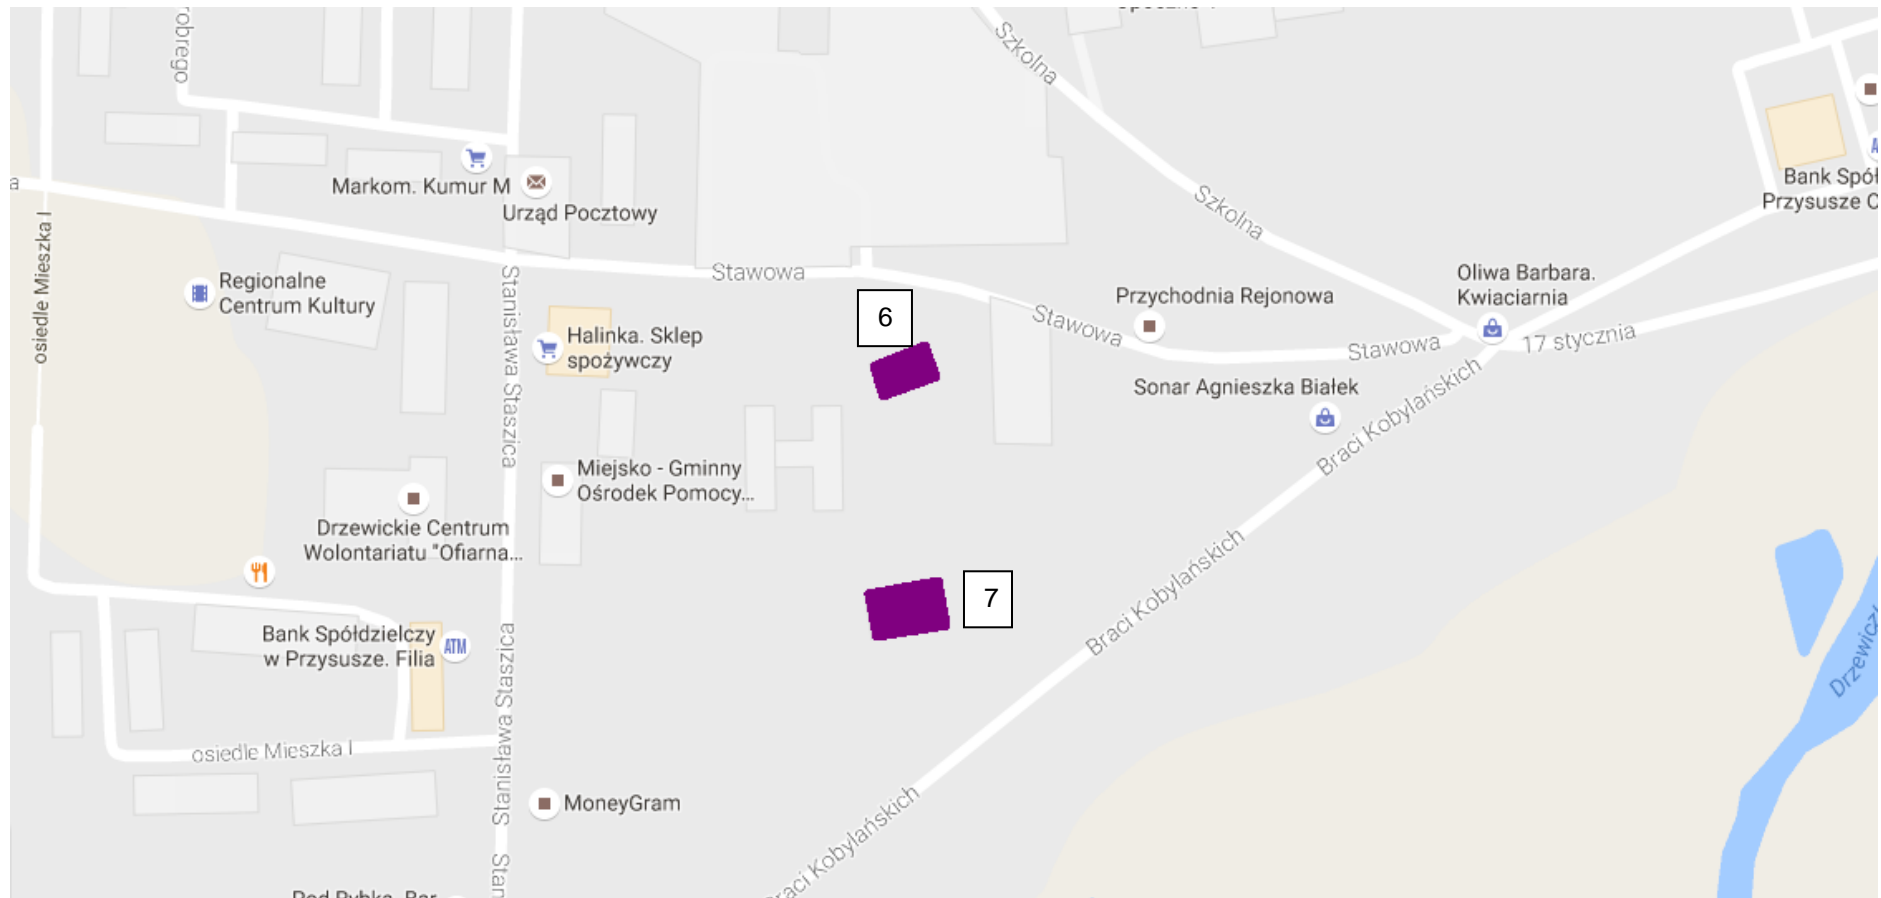 robrego
Szkolna
Markom. Kumur M
Urząd Pocztowy
Bank Spół
Przysusze C
Szkolna
osiedle Mieszka I
Regionalne
Centrum Kultury
Stanisława Staszica
Stawowa
Oliwa Barbara.
Kwiaciarnia
Przychodnia Rejonowa
6
Stawowa
Stawowa
17 stycznia
Halinka. Sklep
spożywczy
Sonar Agnieszka Białek
Braci Kobylańskich
Miejsko - Gminny
Ośrodek Pomocy...
Drzewickie Centrum
Wolontariatu "Ofiarna...
7
Braci Kobylańskich
Bank Spółdzielczy
w Przysusze. Filia
ATM
Stanisława Staszica
Drzewicz
osiedle Mieszka I
MoneyGram
Braci Kobylańskich
Stan